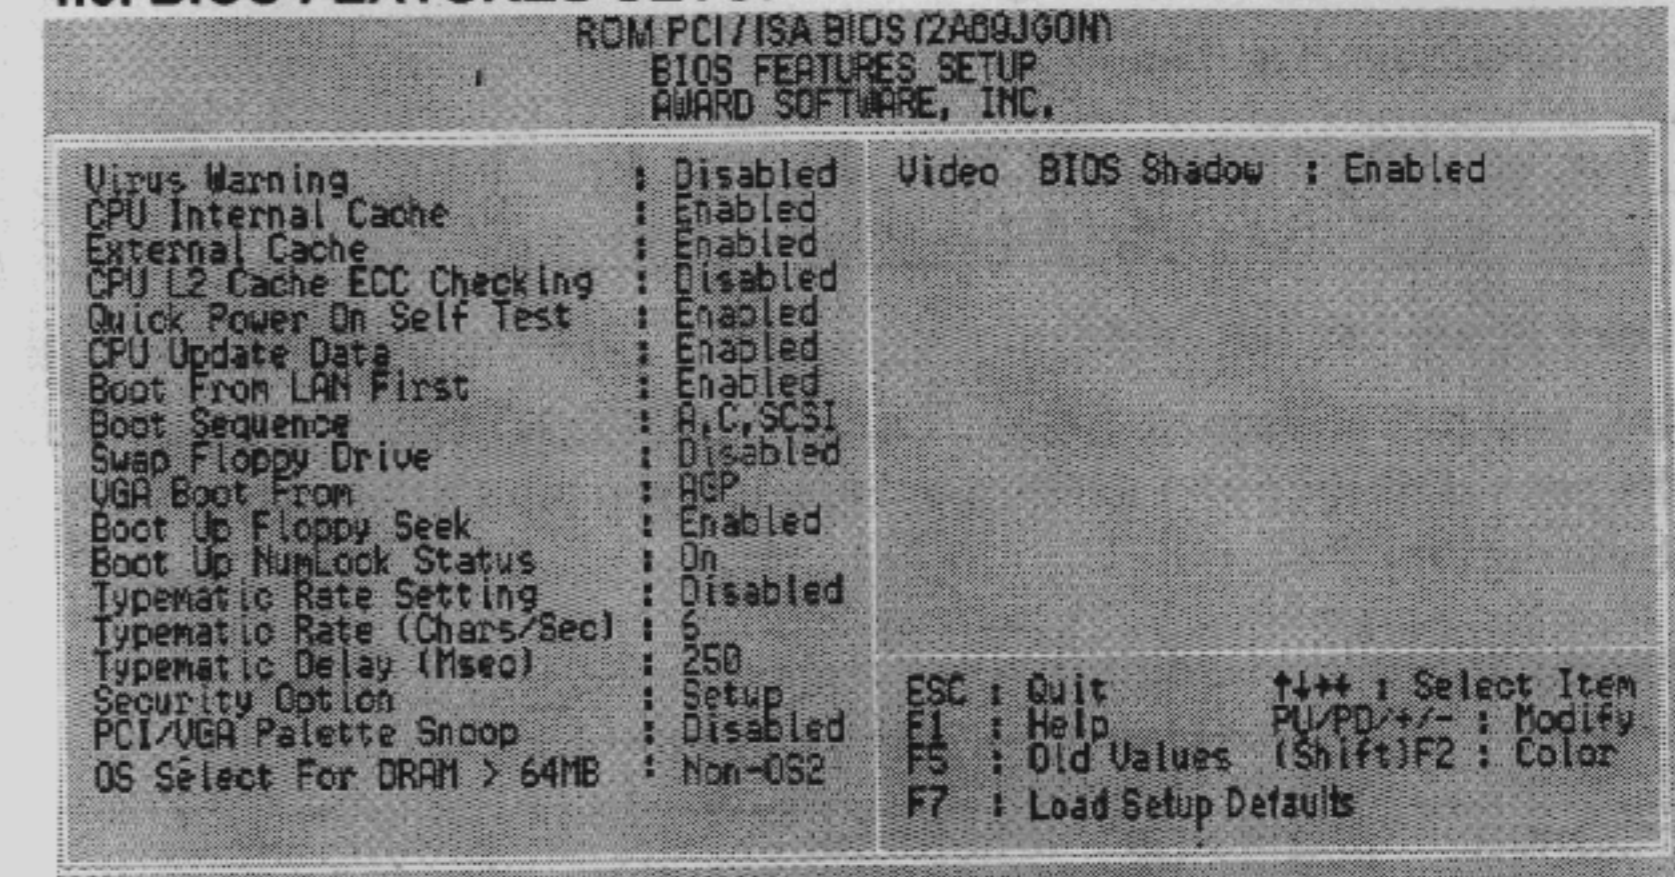 BIOS FEATURES SETUP
ROM PCI / ISA BIOS (2A69JG0N)
BIOS FEATURES SETUP
AWARD SOFTWARE, INC.
Virus Warning : Disabled
CPU Internal Cache : Enabled
External Cache : Enabled
CPU L2 Cache ECC Checking : Disabled
Quick Power On Self Test : Enabled
CPU Update Data : Enabled
Boot From LAN First : Enabled
Boot Sequence : A,C,SCSI
Swap Floppy Drive : Disabled
VGA Boot From : AGP
Boot Up Floppy Seek : Enabled
Boot Up NumLock Status : On
Typematic Rate Setting : Disabled
Typematic Rate (Chars/Sec) : 6
Typematic Delay (Msec) : 250
Security Option : Setup
PCI/VGA Palette Snoop : Disabled
OS Select For DRAM > 64MB : Non-OS2
Video BIOS Shadow : Enabled
ESC : Quit ↑↓→← : Select Item
F1 : Help PU/PD/+/- : Modify
F5 : Old Values (Shift)F2 : Color
F7 : Load Setup Defaults